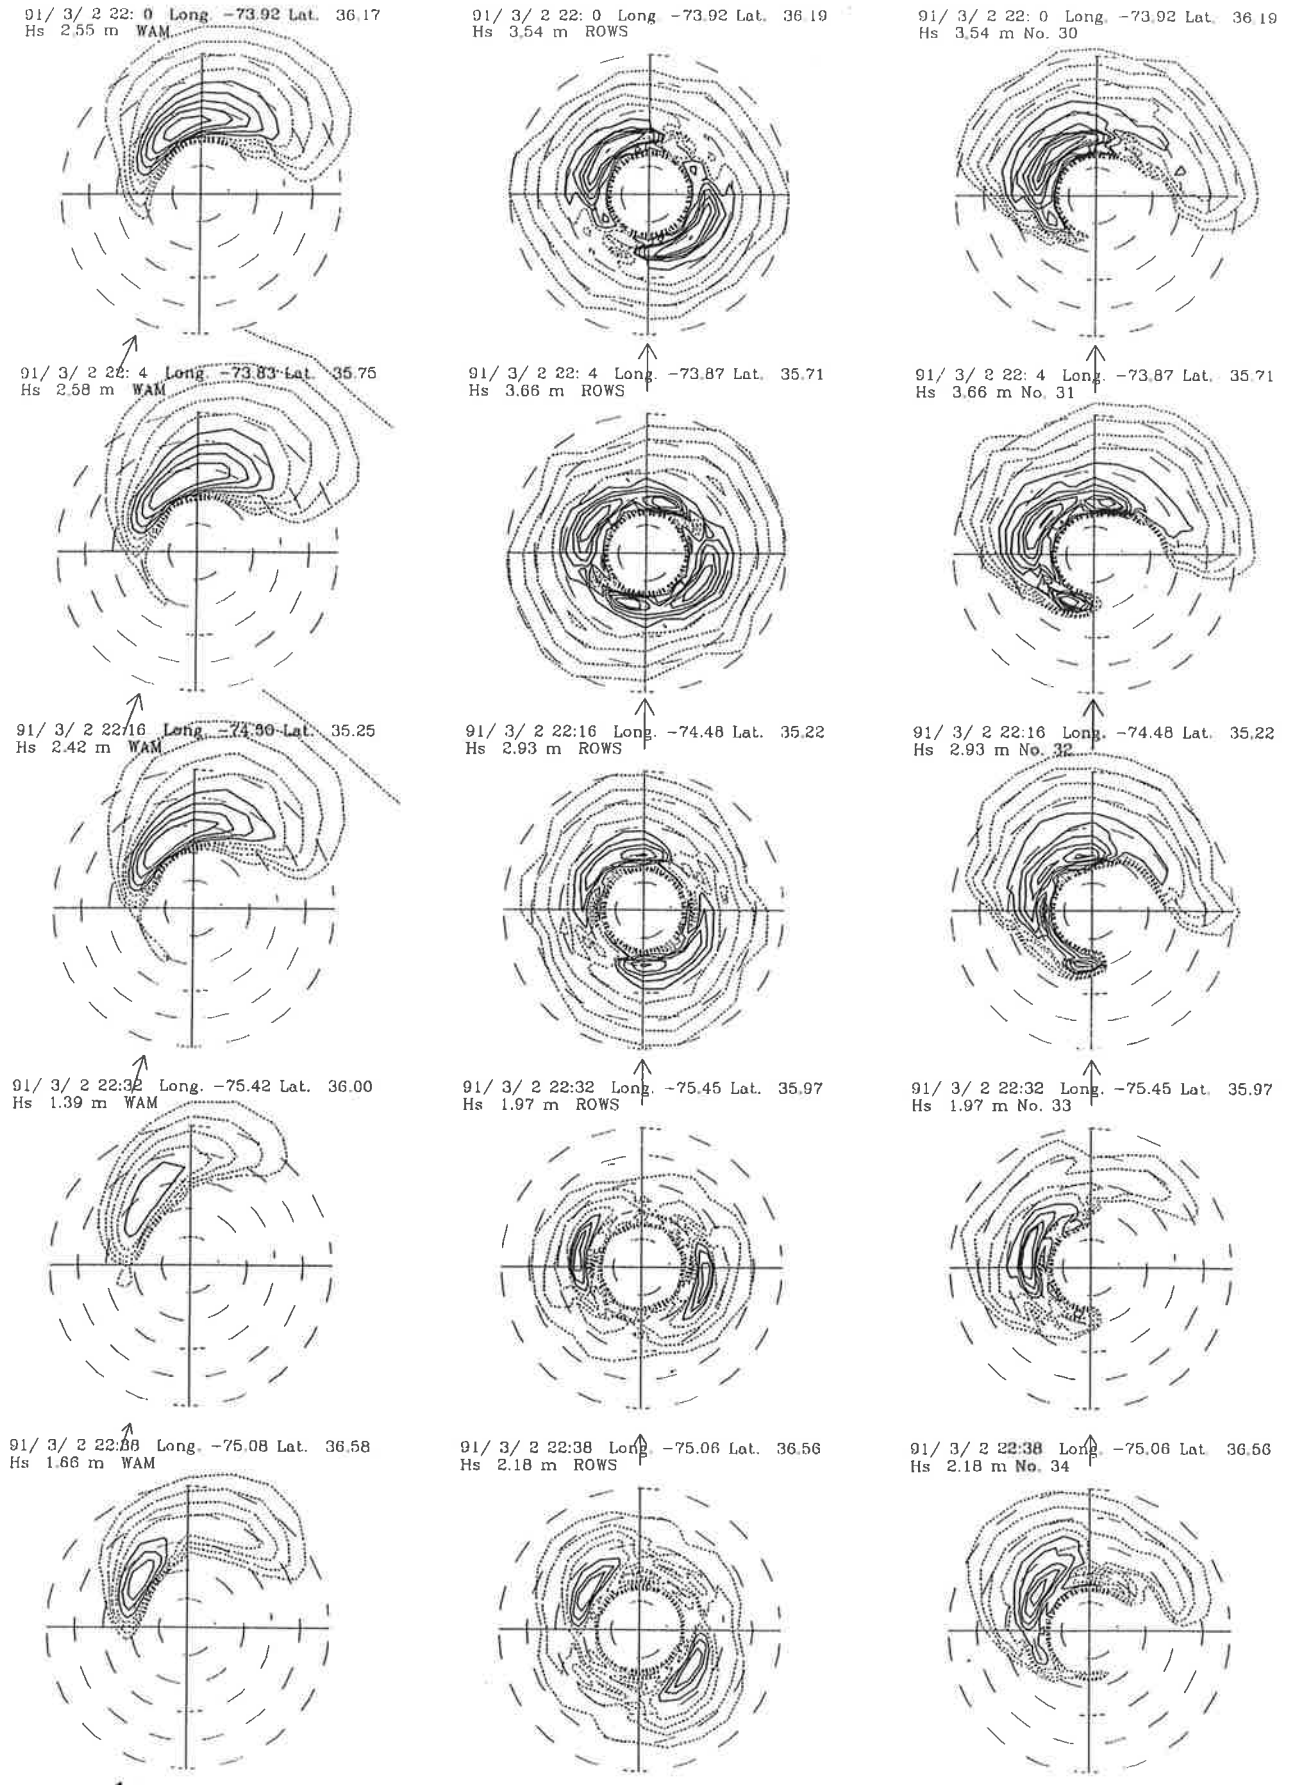 91/ 3/ 2 22: 0 Long. -73.92 Lat. 36.17
Hs 2.55 m WAM
91/ 3/ 2 22: 0 Long. -73.92 Lat. 36.19
Hs 3.54 m ROWS
91/ 3/ 2 22: 0 Long. -73.92 Lat. 36.19
Hs 3.54 m No. 30
91/ 3/ 2 22: 4 Long. -73.83 Lat. 35.75
Hs 2.58 m WAM
91/ 3/ 2 22: 4 Long. -73.87 Lat. 35.71
Hs 3.66 m ROWS
91/ 3/ 2 22: 4 Long. -73.87 Lat. 35.71
Hs 3.66 m No. 31
91/ 3/ 2 22:16 Long. -74.50 Lat. 35.25
Hs 2.42 m WAM
91/ 3/ 2 22:16 Long. -74.48 Lat. 35.22
Hs 2.93 m ROWS
91/ 3/ 2 22:16 Long. -74.48 Lat. 35.22
Hs 2.93 m No. 32
91/ 3/ 2 22:32 Long. -75.42 Lat. 36.00
Hs 1.39 m WAM
91/ 3/ 2 22:32 Long. -75.45 Lat. 35.97
Hs 1.97 m ROWS
91/ 3/ 2 22:32 Long. -75.45 Lat. 35.97
Hs 1.97 m No. 33
91/ 3/ 2 22:38 Long. -75.08 Lat. 36.58
Hs 1.66 m WAM
91/ 3/ 2 22:38 Long. -75.06 Lat. 36.56
Hs 2.18 m ROWS
91/ 3/ 2 22:38 Long. -75.06 Lat. 36.56
Hs 2.18 m No. 34